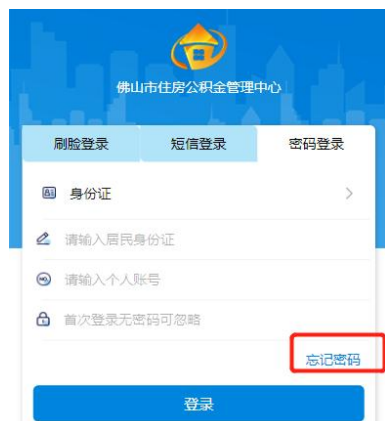 佛山市住房公积金管理中心
刷脸登录 短信登录 密码登录
身份证
请输入居民身份证
NO.
请输入个人账号
首次登录无密码可忽略
忘记密码
登录